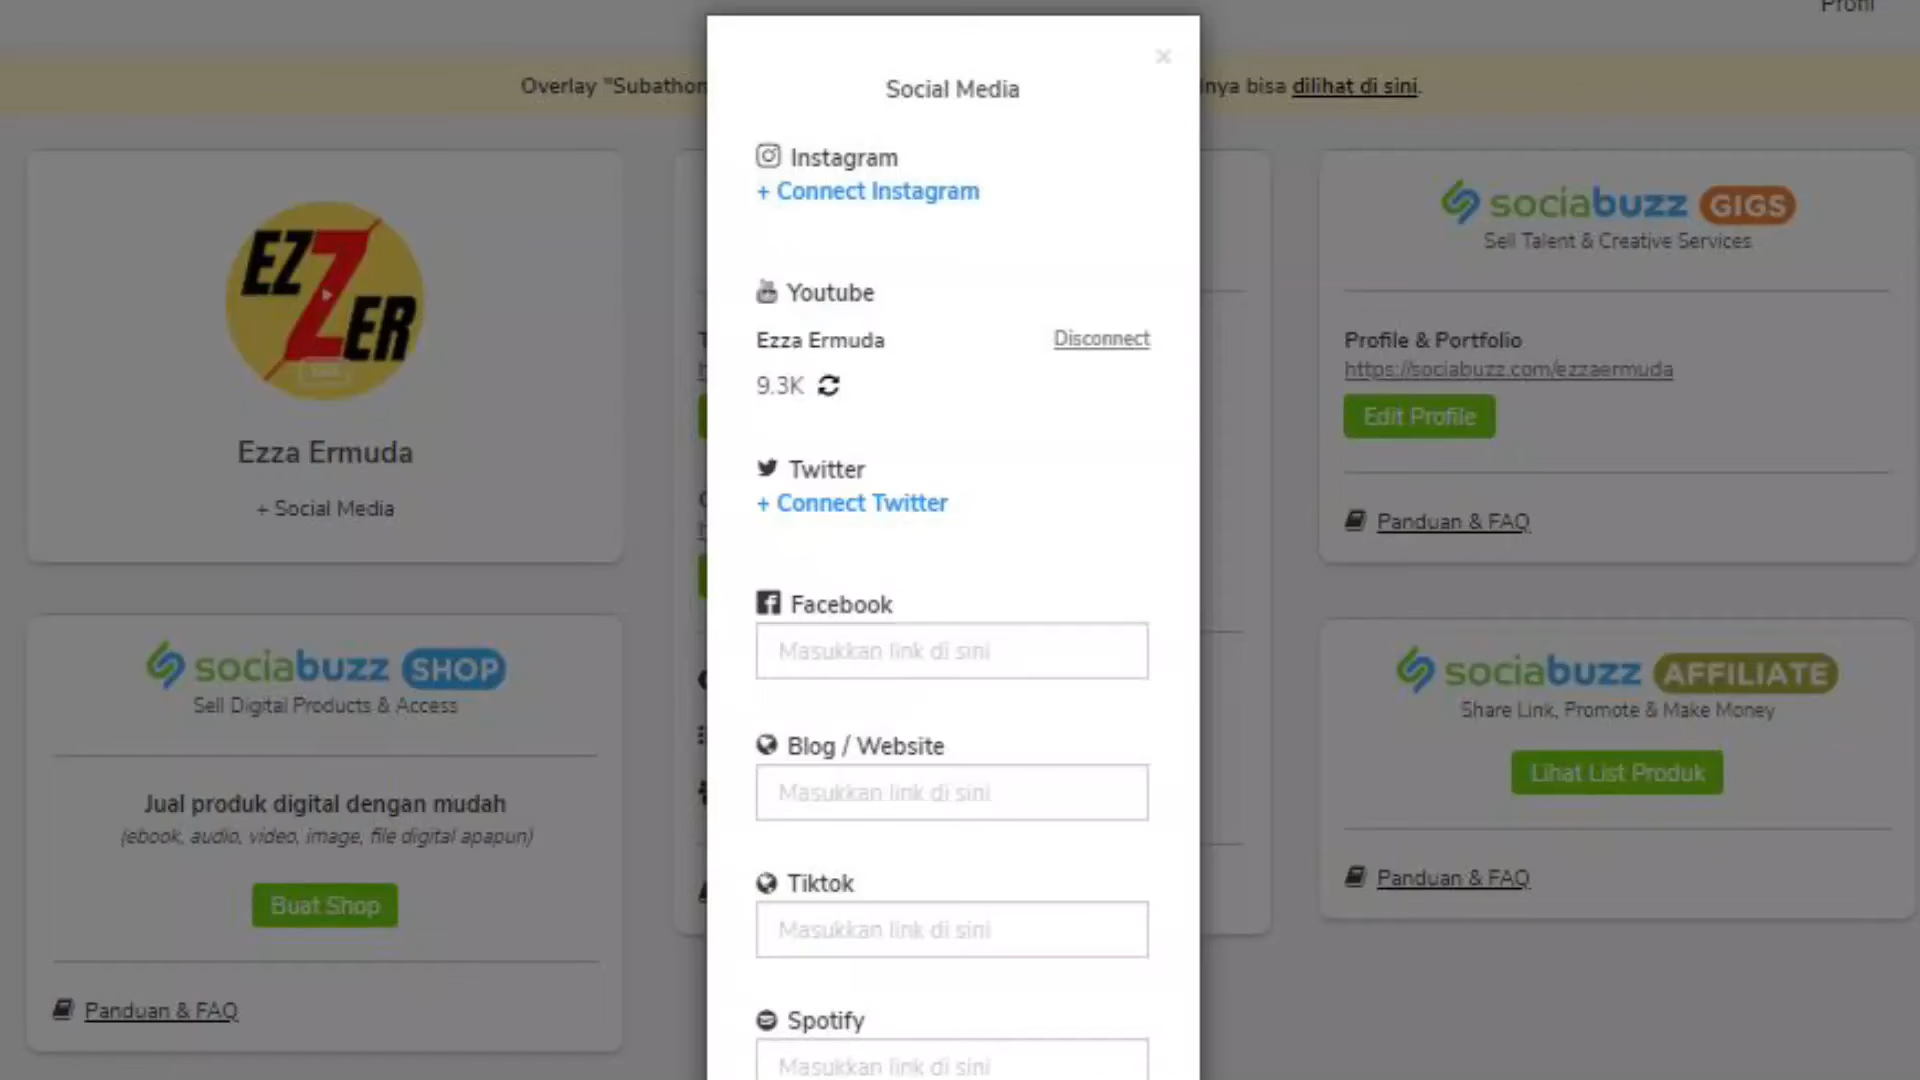 Profil
Overlay "Subathon
nya bisa dilihat di sini.
EZ
Z
ER
Ezza Ermuda
+ Social Media
sociabuzz SHOP
Sell Digital Products & Access
Jual produk digital dengan mudah
(ebook, audio, video, image, file digital apapun)
Buat Shop
Panduan & FAQ
×
Social Media
Instagram
+ Connect Instagram
Youtube
Ezza Ermuda
Disconnect
9.3K
Twitter
+ Connect Twitter
Facebook
Masukkan link di sini
Blog / Website
Masukkan link di sini
Tiktok
Masukkan link di sini
Spotify
Masukkan link di sini
sociabuzz GIGS
Sell Talent & Creative Services
Profile & Portfolio
https://sociabuzz.com/ezzaermuda
Edit Profile
Panduan & FAQ
sociabuzz AFFILIATE
Share Link, Promote & Make Money
Lihat List Produk
Panduan & FAQ